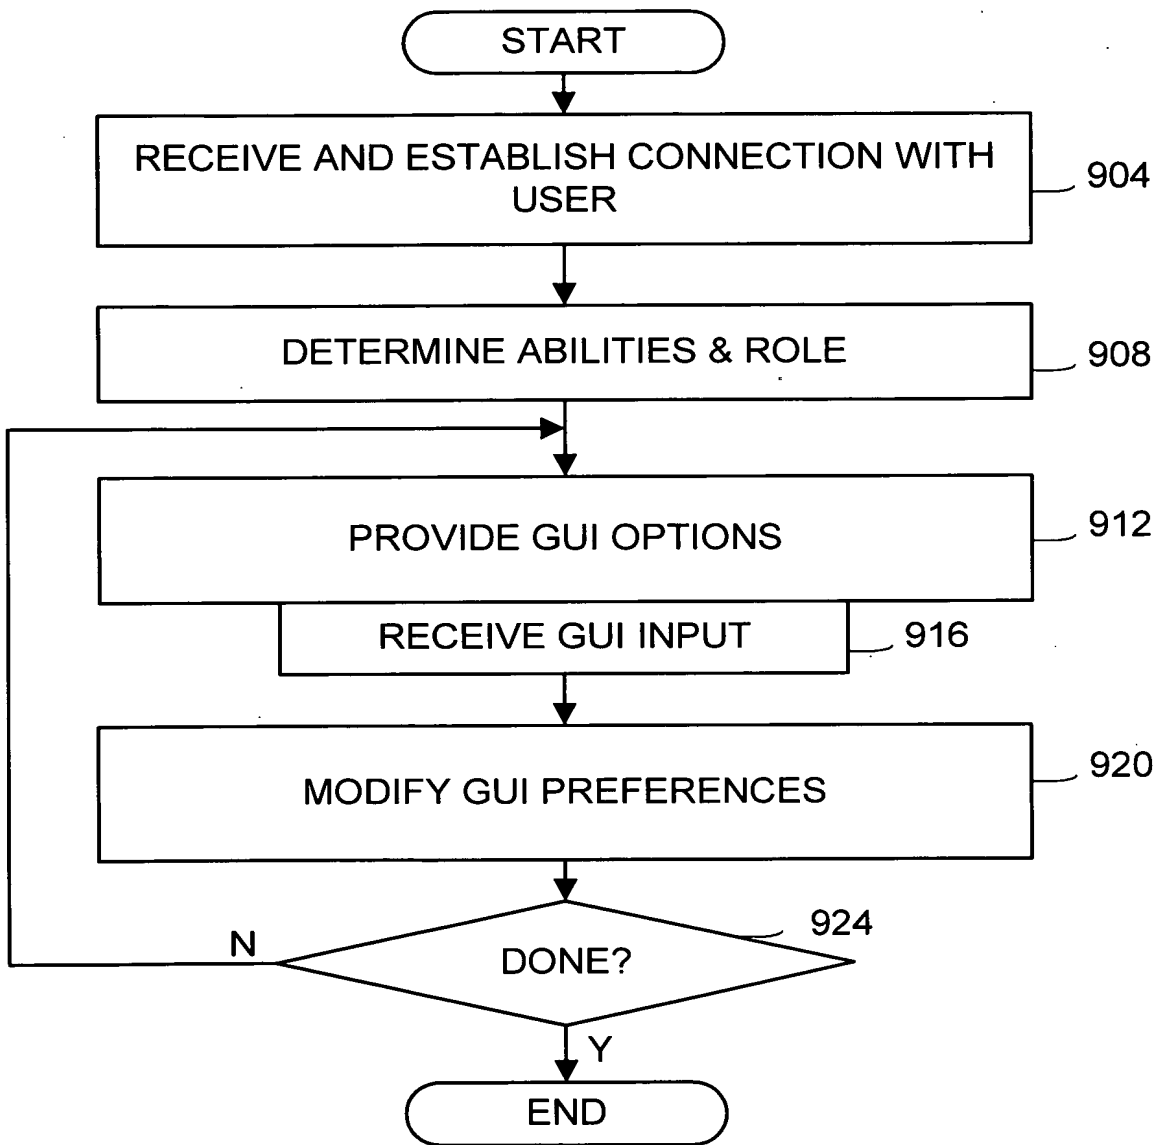 START
RECEIVE AND ESTABLISH CONNECTION WITH
USER
904
DETERMINE ABILITIES & ROLE
908
PROVIDE GUI OPTIONS
912
RECEIVE GUI INPUT
916
MODIFY GUI PREFERENCES
920
924
N
DONE?
Y
END